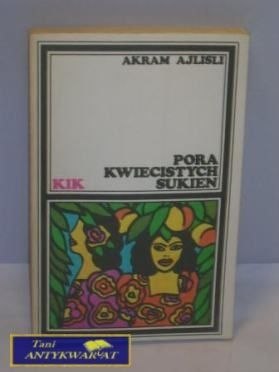 AKRAM AJLISLI
PORA
KWIECISTYCH
KIK SUKIEN
Tani
ANTYKWARIAT